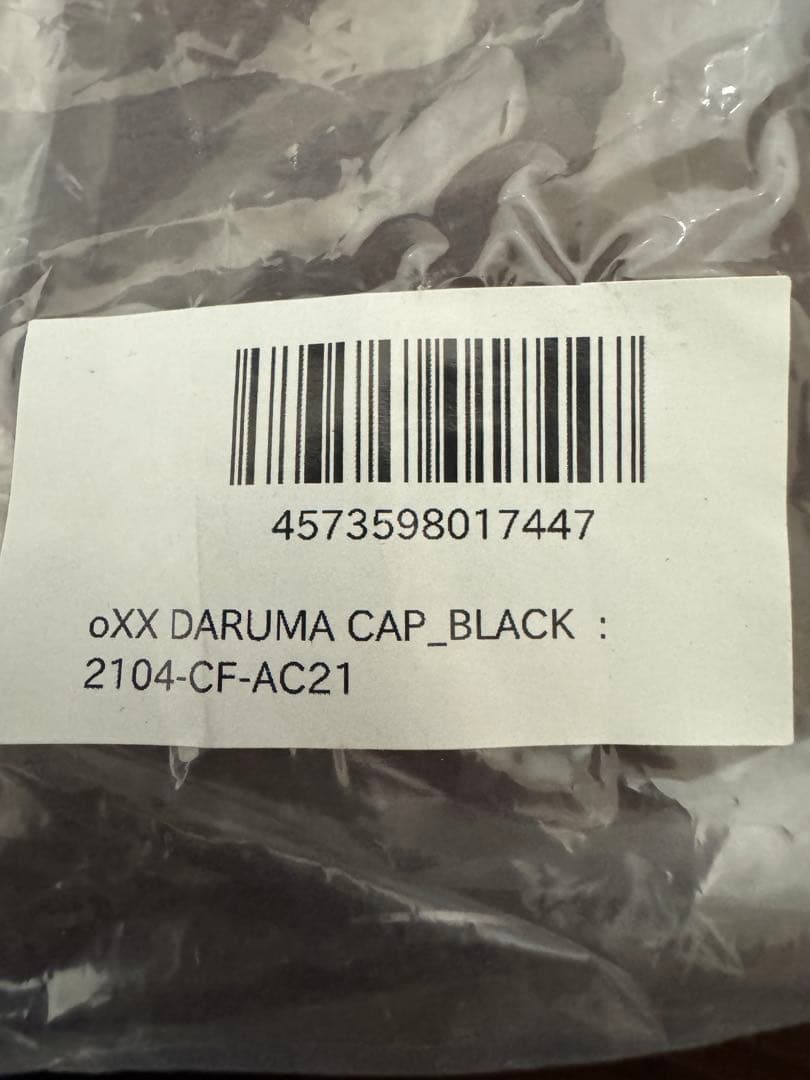 4573598017447
oXX DARUMA CAP_BLACK :
2104-CF-AC21